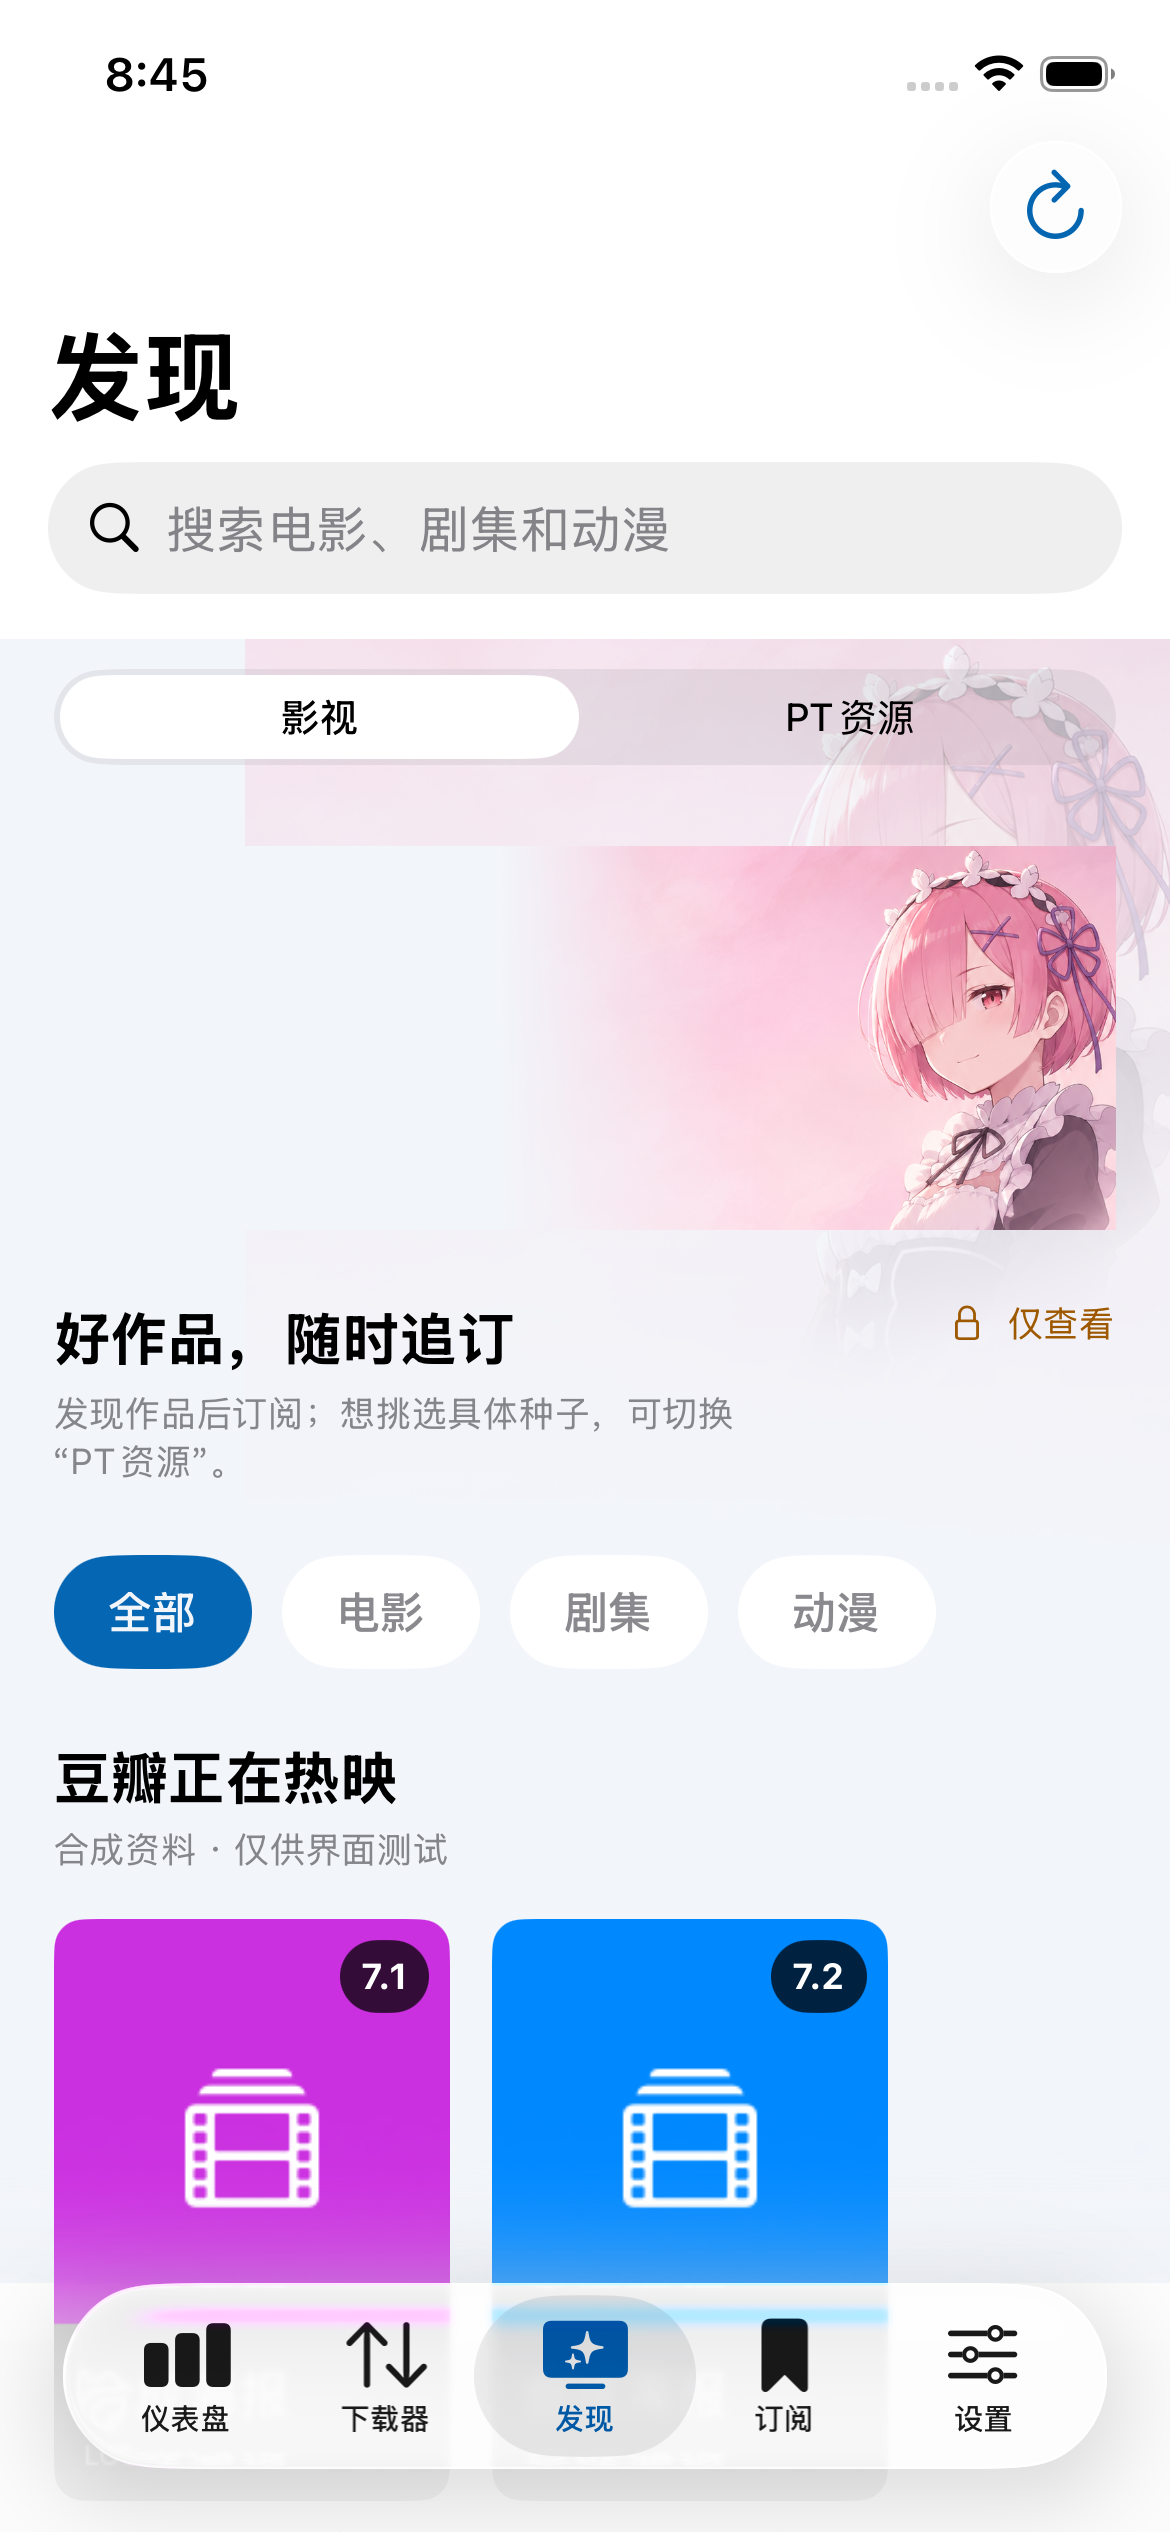 8:45
发现
搜索电影、剧集和动漫
影视
PT 资源
好作品，随时追订
仅查看
发现作品后订阅；想挑选具体种子，可切换
“PT 资源”。
全部
电影
剧集
动漫
豆瓣正在热映
合成资料 · 仅供界面测试
7.1
7.2
仪表盘
下载器
发现
订阅
设置